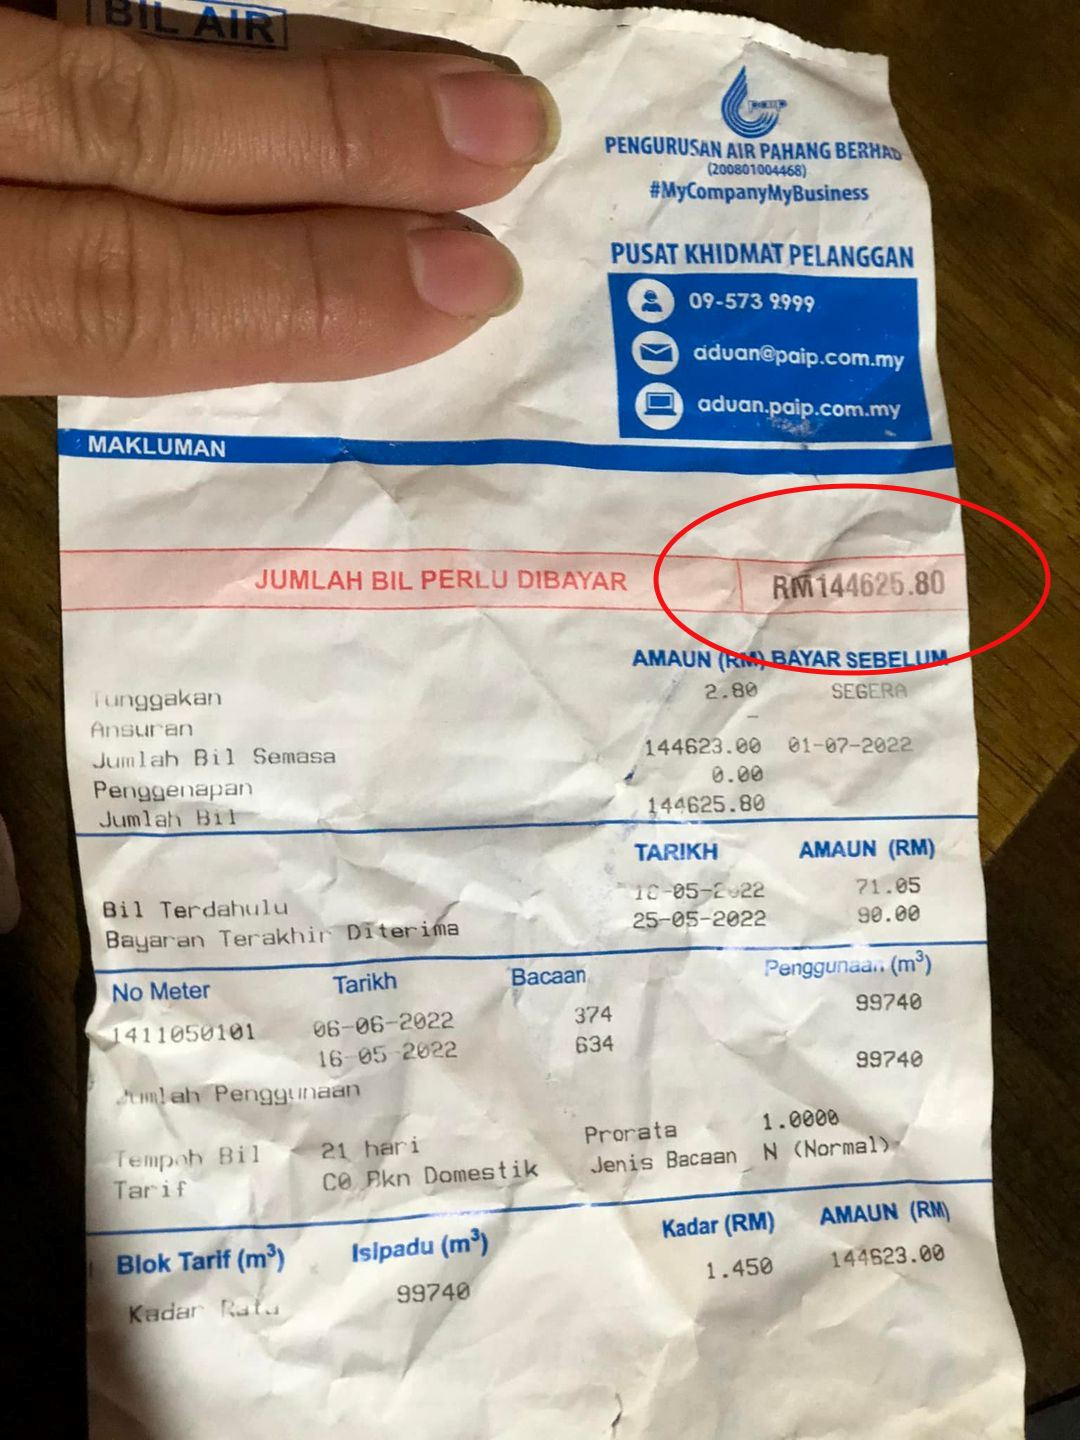 BIL AIR
paip
PENGURUSAN AIR PAHANG BERHAD
(200801004468)
#MyCompanyMyBusiness
PUSAT KHIDMAT PELANGGAN
09-573 9999
aduan@paip.com.my
aduan.paip.com.my
MAKLUMAN
JUMLAH BIL PERLU DIBAYAR RM144625.80
AMAUN (RM) BAYAR SEBELUM
Tunggakan 2.80 SEGERA
Ansuran -
Jumlah Bil Semasa 144623.00 01-07-2022
Penggenapan 0.00
Jumlah Bil 144625.80
TARIKH AMAUN (RM)
Bil Terdahulu 16-05-2022 71.05
Bayaran Terakhir Diterima 25-05-2022 90.00
No Meter Tarikh Bacaan Penggunaan (m³)
1411050101 06-06-2022 374 99740
16-05-2022 634
Jumlah Penggunaan 99740
Tempoh Bil 21 hari Prorata 1.0000
Tarif C0 Bkn Domestik Jenis Bacaan N (Normal)
Blok Tarif (m³) Isipadu (m³) Kadar (RM) AMAUN (RM)
Kadar Rata 99740 1.450 144623.00